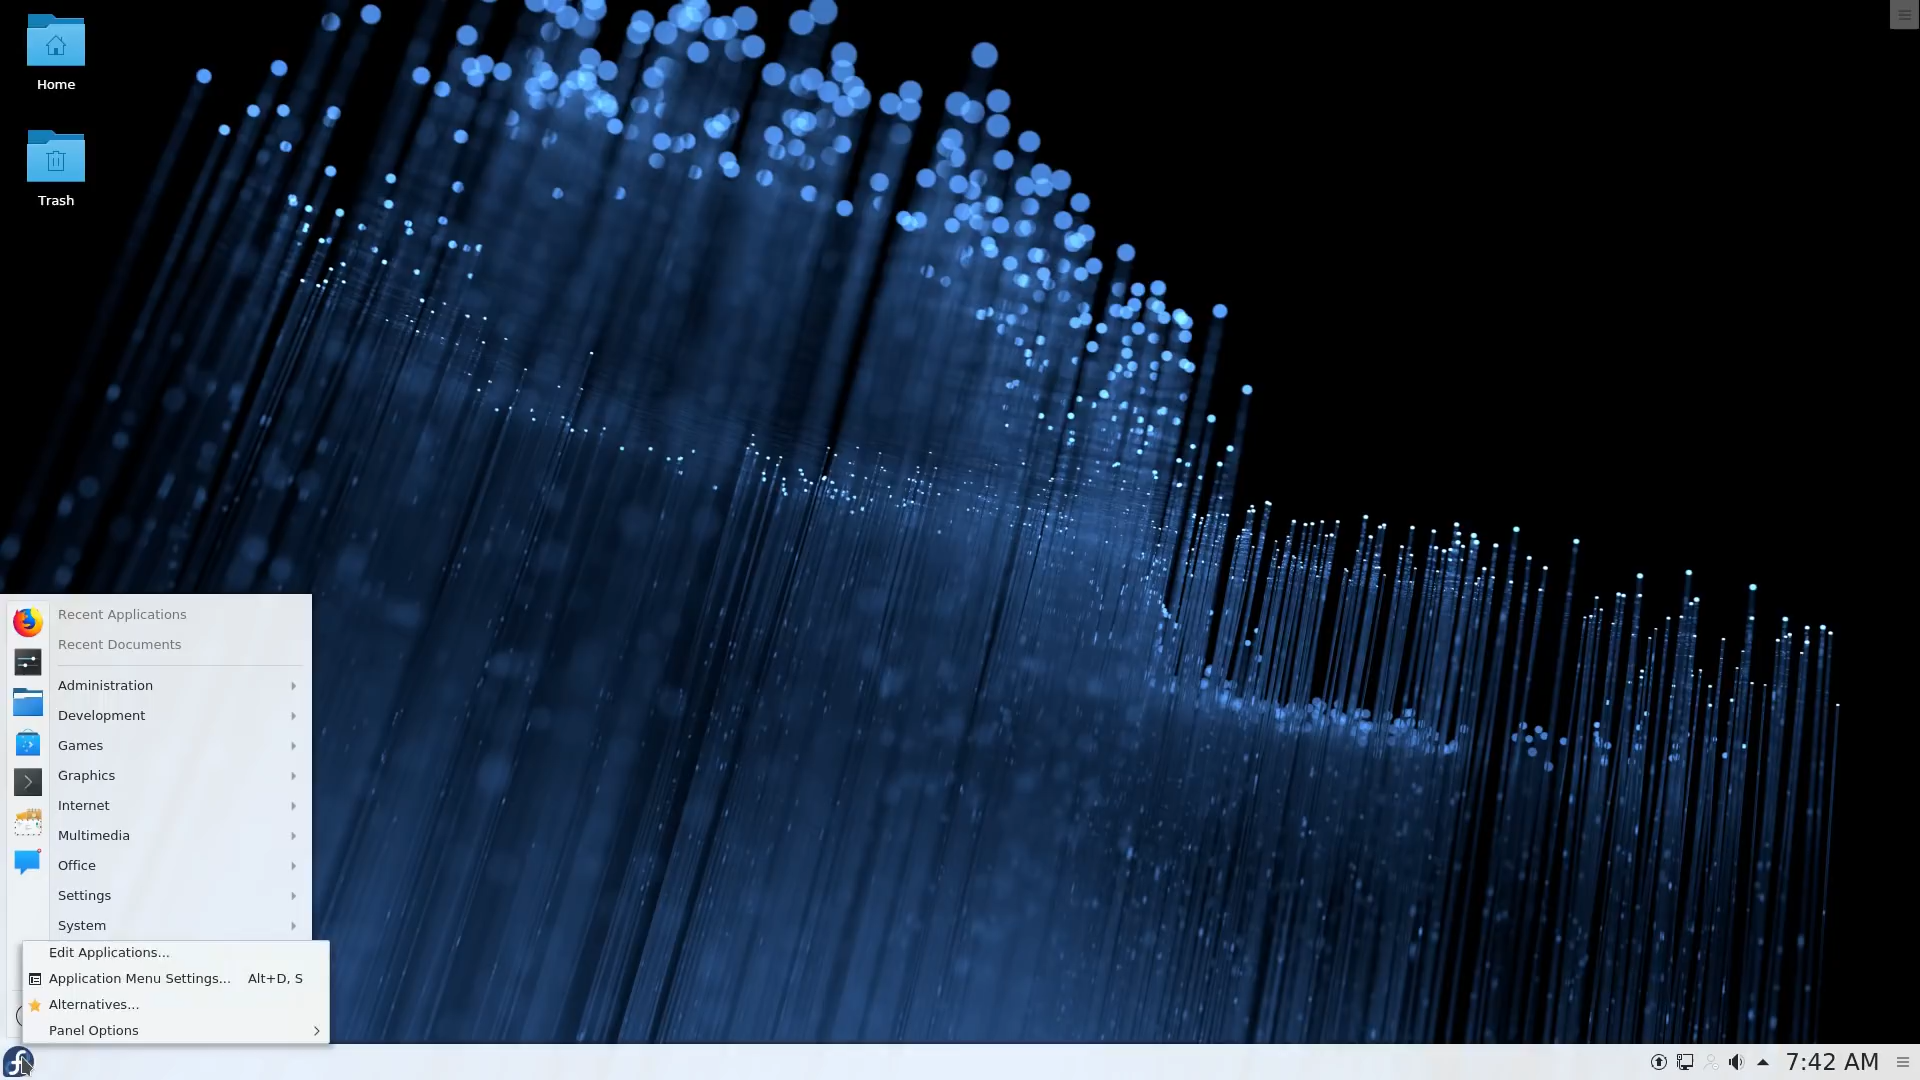 Home
Trash
Recent Applications
Recent Documents
Administration
Development
Games
Graphics
Internet
Multimedia
Office
Settings
System
Edit Applications...
Application Menu Settings... Alt+D, S
Alternatives...
Panel Options
7:42 AM